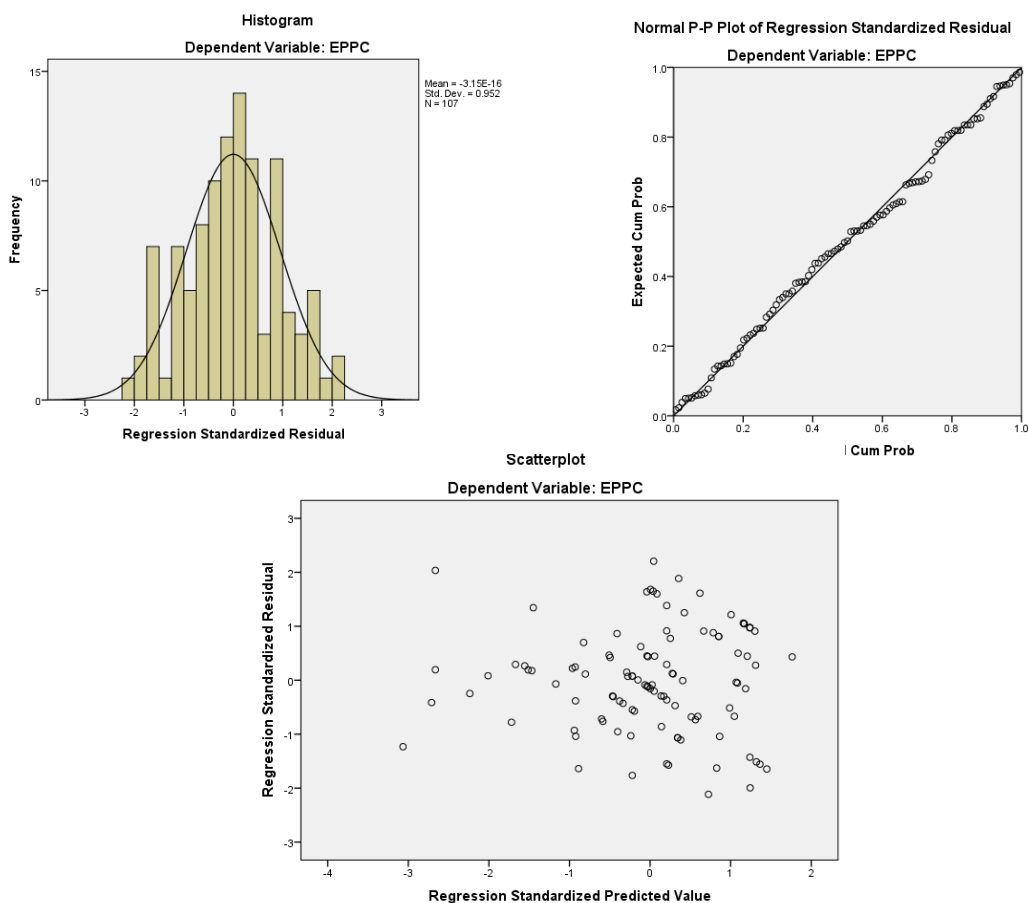 Histogram
Dependent Variable: EPPC
Mean = -3.15E-16
Std. Dev. = 0.952
N = 107
Frequency
15
10
5
0
-3 -2 -1 0 1 2 3
Regression Standardized Residual
Normal P-P Plot of Regression Standardized Residual
Dependent Variable: EPPC
Expected Cum Prob
1.0
0.8
0.6
0.4
0.2
0.0
0.0 0.2 0.4 0.6 0.8 1.0
Cum Prob
Scatterplot
Dependent Variable: EPPC
Regression Standardized Residual
3
2
1
0
-1
-2
-3
-4 -3 -2 -1 0 1 2
Regression Standardized Predicted Value